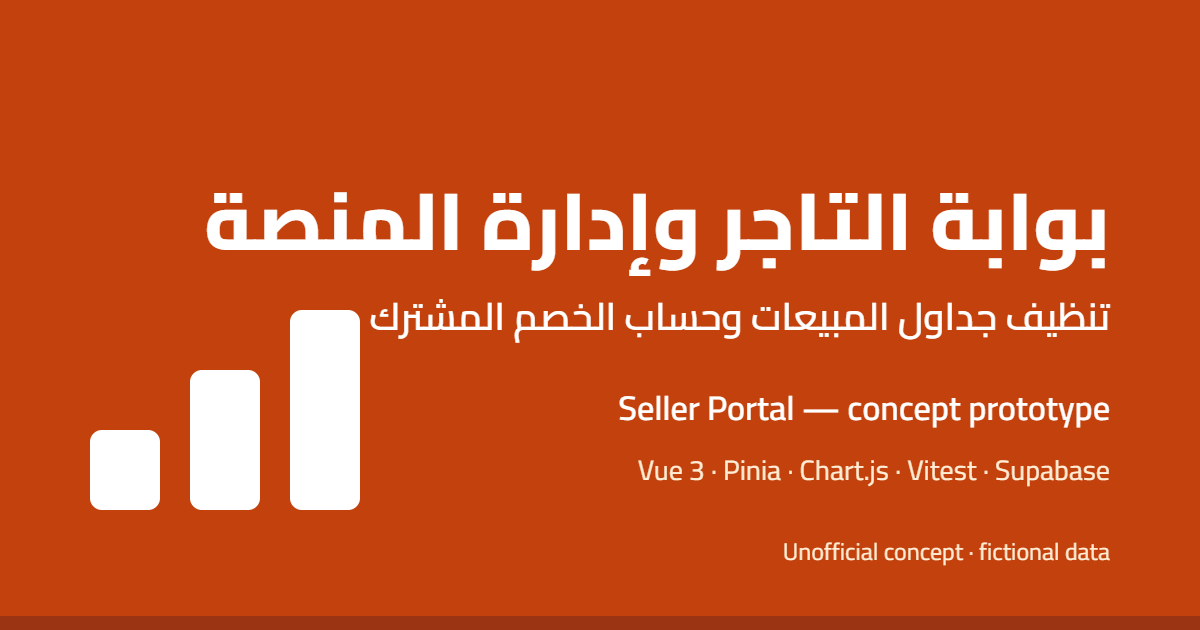 بوابة التاجر وإدارة المنصة
تنظيف جداول المبيعات وحساب الخصم المشترك
Seller Portal — concept prototype
Vue 3 · Pinia · Chart.js · Vitest · Supabase
Unofficial concept · fictional data